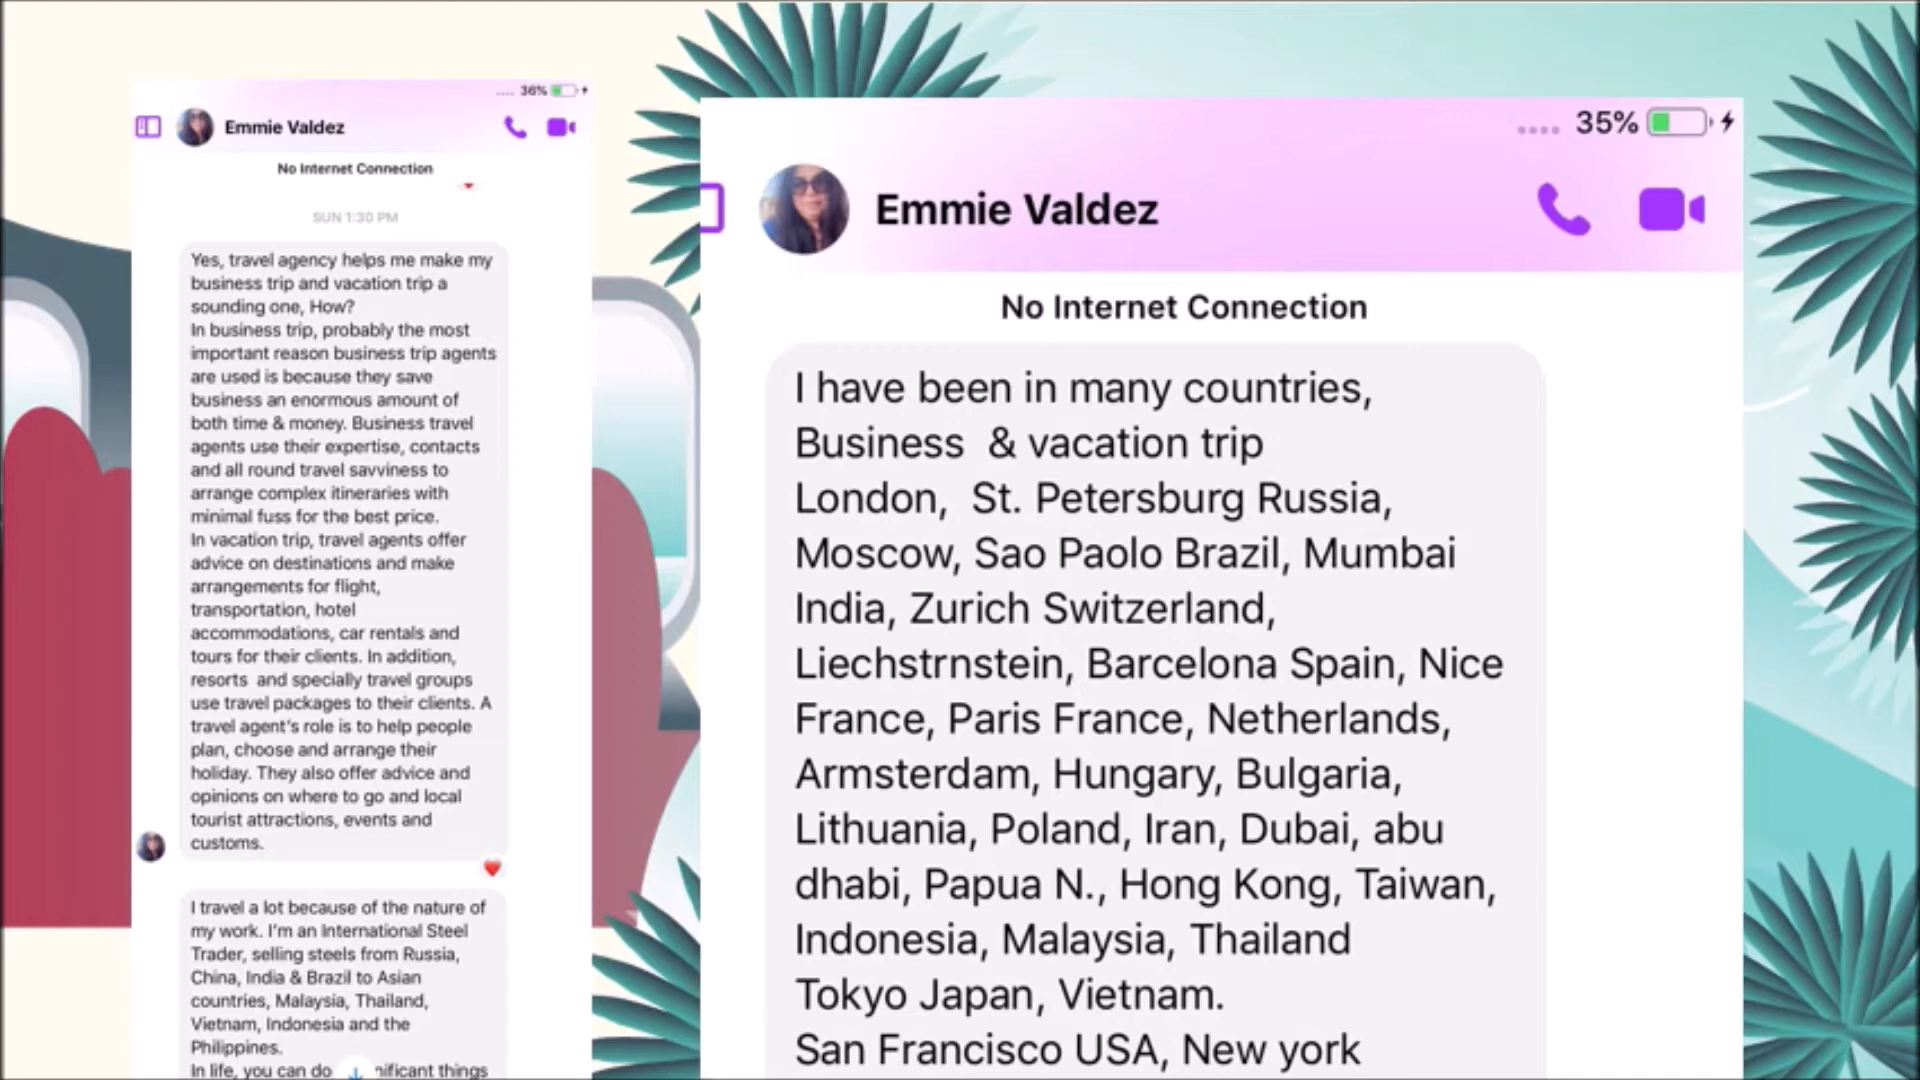 36%
Emmie Valdez
No Internet Connection
SUN 1:30 PM
Yes, travel agency helps me make my
business trip and vacation trip a
sounding one, How?
In business trip, probably the most
important reason business trip agents
are used is because they save
business an enormous amount of
both time & money. Business travel
agents use their expertise, contacts
and all round travel savviness to
arrange complex itineraries with
minimal fuss for the best price.
In vacation trip, travel agents offer
advice on destinations and make
arrangements for flight,
transportation, hotel
accommodations, car rentals and
tours for their clients. In addition,
resorts  and specially travel groups
use travel packages to their clients. A
travel agent's role is to help people
plan, choose and arrange their
holiday. They also offer advice and
opinions on where to go and local
tourist attractions, events and
customs.
I travel a lot because of the nature of
my work. I'm an International Steel
Trader, selling steels from Russia,
China, India & Brazil to Asian
countries, Malaysia, Thailand,
Vietnam, Indonesia and the
Philippines.
In life, you can do nificant things
35%
Emmie Valdez
No Internet Connection
I have been in many countries,
Business  & vacation trip
London,  St. Petersburg Russia,
Moscow, Sao Paolo Brazil, Mumbai
India, Zurich Switzerland,
Liechstrnstein, Barcelona Spain, Nice
France, Paris France, Netherlands,
Armsterdam, Hungary, Bulgaria,
Lithuania, Poland, Iran, Dubai, abu
dhabi, Papua N., Hong Kong, Taiwan,
Indonesia, Malaysia, Thailand
Tokyo Japan, Vietnam.
San Francisco USA, New york